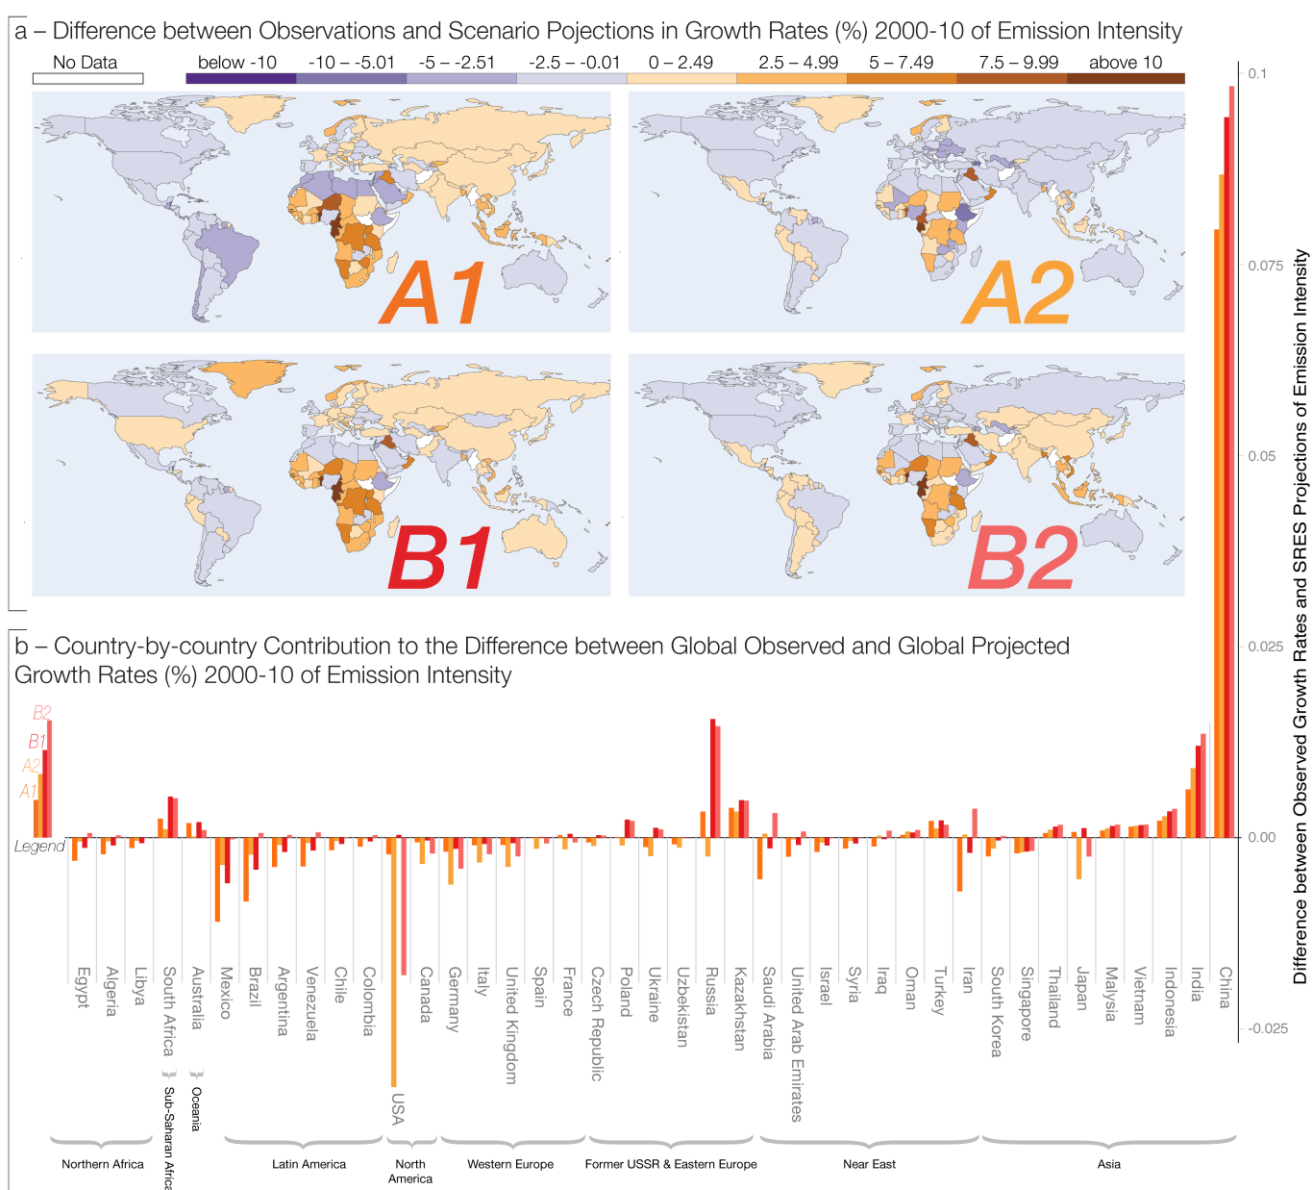 a – Difference between Observations and Scenario Pojections in Growth Rates (%) 2000-10 of Emission Intensity
No Data
below -10
-10 – -5.01
-5 – -2.51
-2.5 – -0.01
0 – 2.49
2.5 – 4.99
5 – 7.49
7.5 – 9.99
above 10
A1
A2
B1
B2
b – Country-by-country Contribution to the Difference between Global Observed and Global Projected
Growth Rates (%) 2000-10 of Emission Intensity
B2
B1
A2
A1
Legend
0.1
0.075
0.05
0.025
0.00
-0.025
Difference between Observed Growth Rates and SRES Projections of Emission Intensity
Egypt
Algeria
Libya
South Africa
Australia
Mexico
Brazil
Argentina
Venezuela
Chile
Colombia
USA
Canada
Germany
Italy
United Kingdom
Spain
France
Czech Republic
Poland
Ukraine
Uzbekistan
Russia
Kazakhstan
Saudi Arabia
United Arab Emirates
Israel
Syria
Iraq
Oman
Turkey
Iran
South Korea
Singapore
Thailand
Japan
Malysia
Vietnam
Indonesia
India
China
Northern Africa
Sub-Saharan Africa
Oceania
Latin America
North
America
Western Europe
Former USSR & Eastern Europe
Near East
Asia